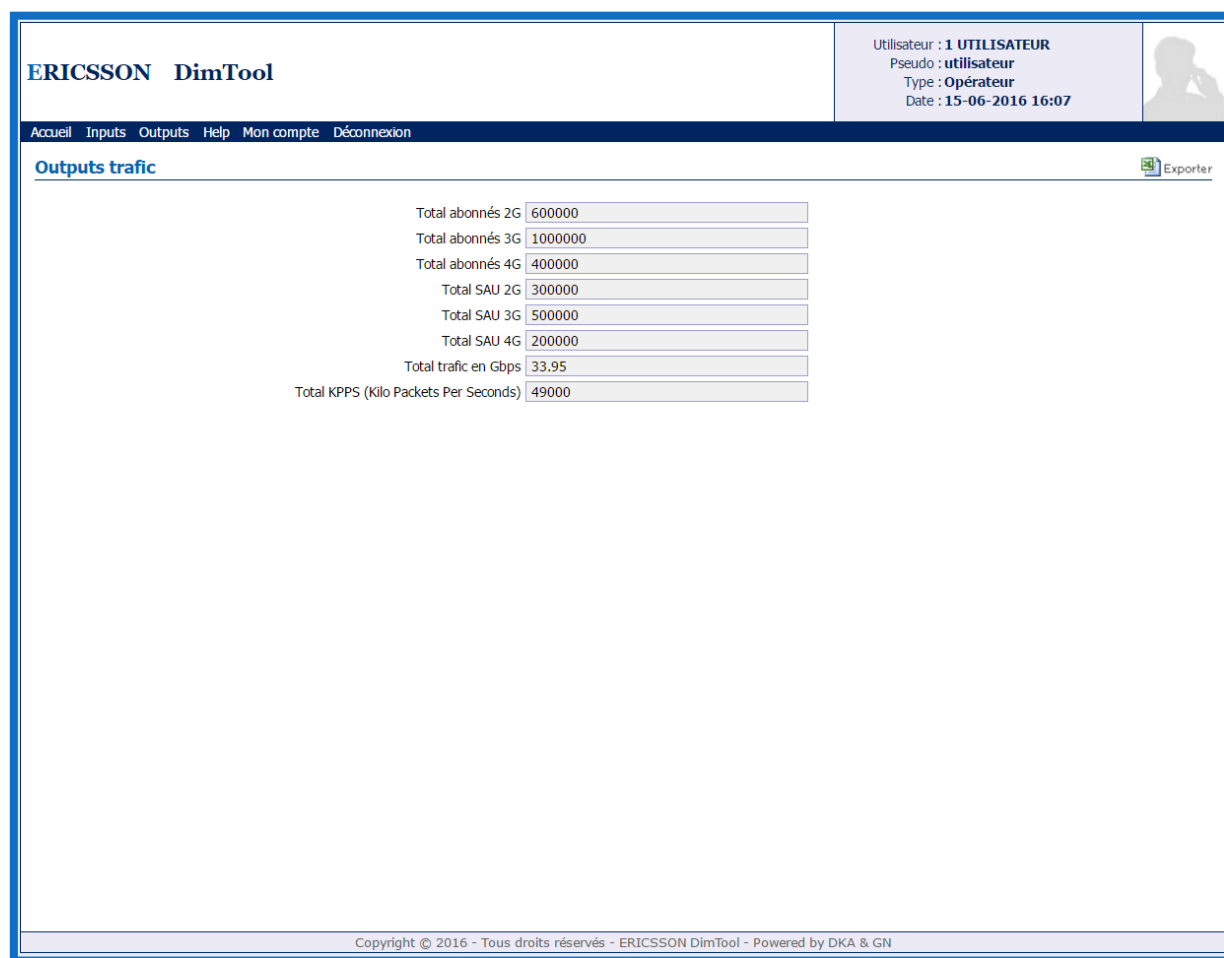 ERICSSON DimTool
Utilisateur : 1 UTILISATEUR
Pseudo : utilisateur
Type : Opérateur
Date : 15-06-2016 16:07
Accueil Inputs Outputs Help Mon compte Déconnexion
Outputs trafic
Exporter
Total abonnés 2G 600000
Total abonnés 3G 1000000
Total abonnés 4G 400000
Total SAU 2G 300000
Total SAU 3G 500000
Total SAU 4G 200000
Total trafic en Gbps 33.95
Total KPPS (Kilo Packets Per Seconds) 49000
Copyright © 2016 - Tous droits réservés - ERICSSON DimTool - Powered by DKA & GN